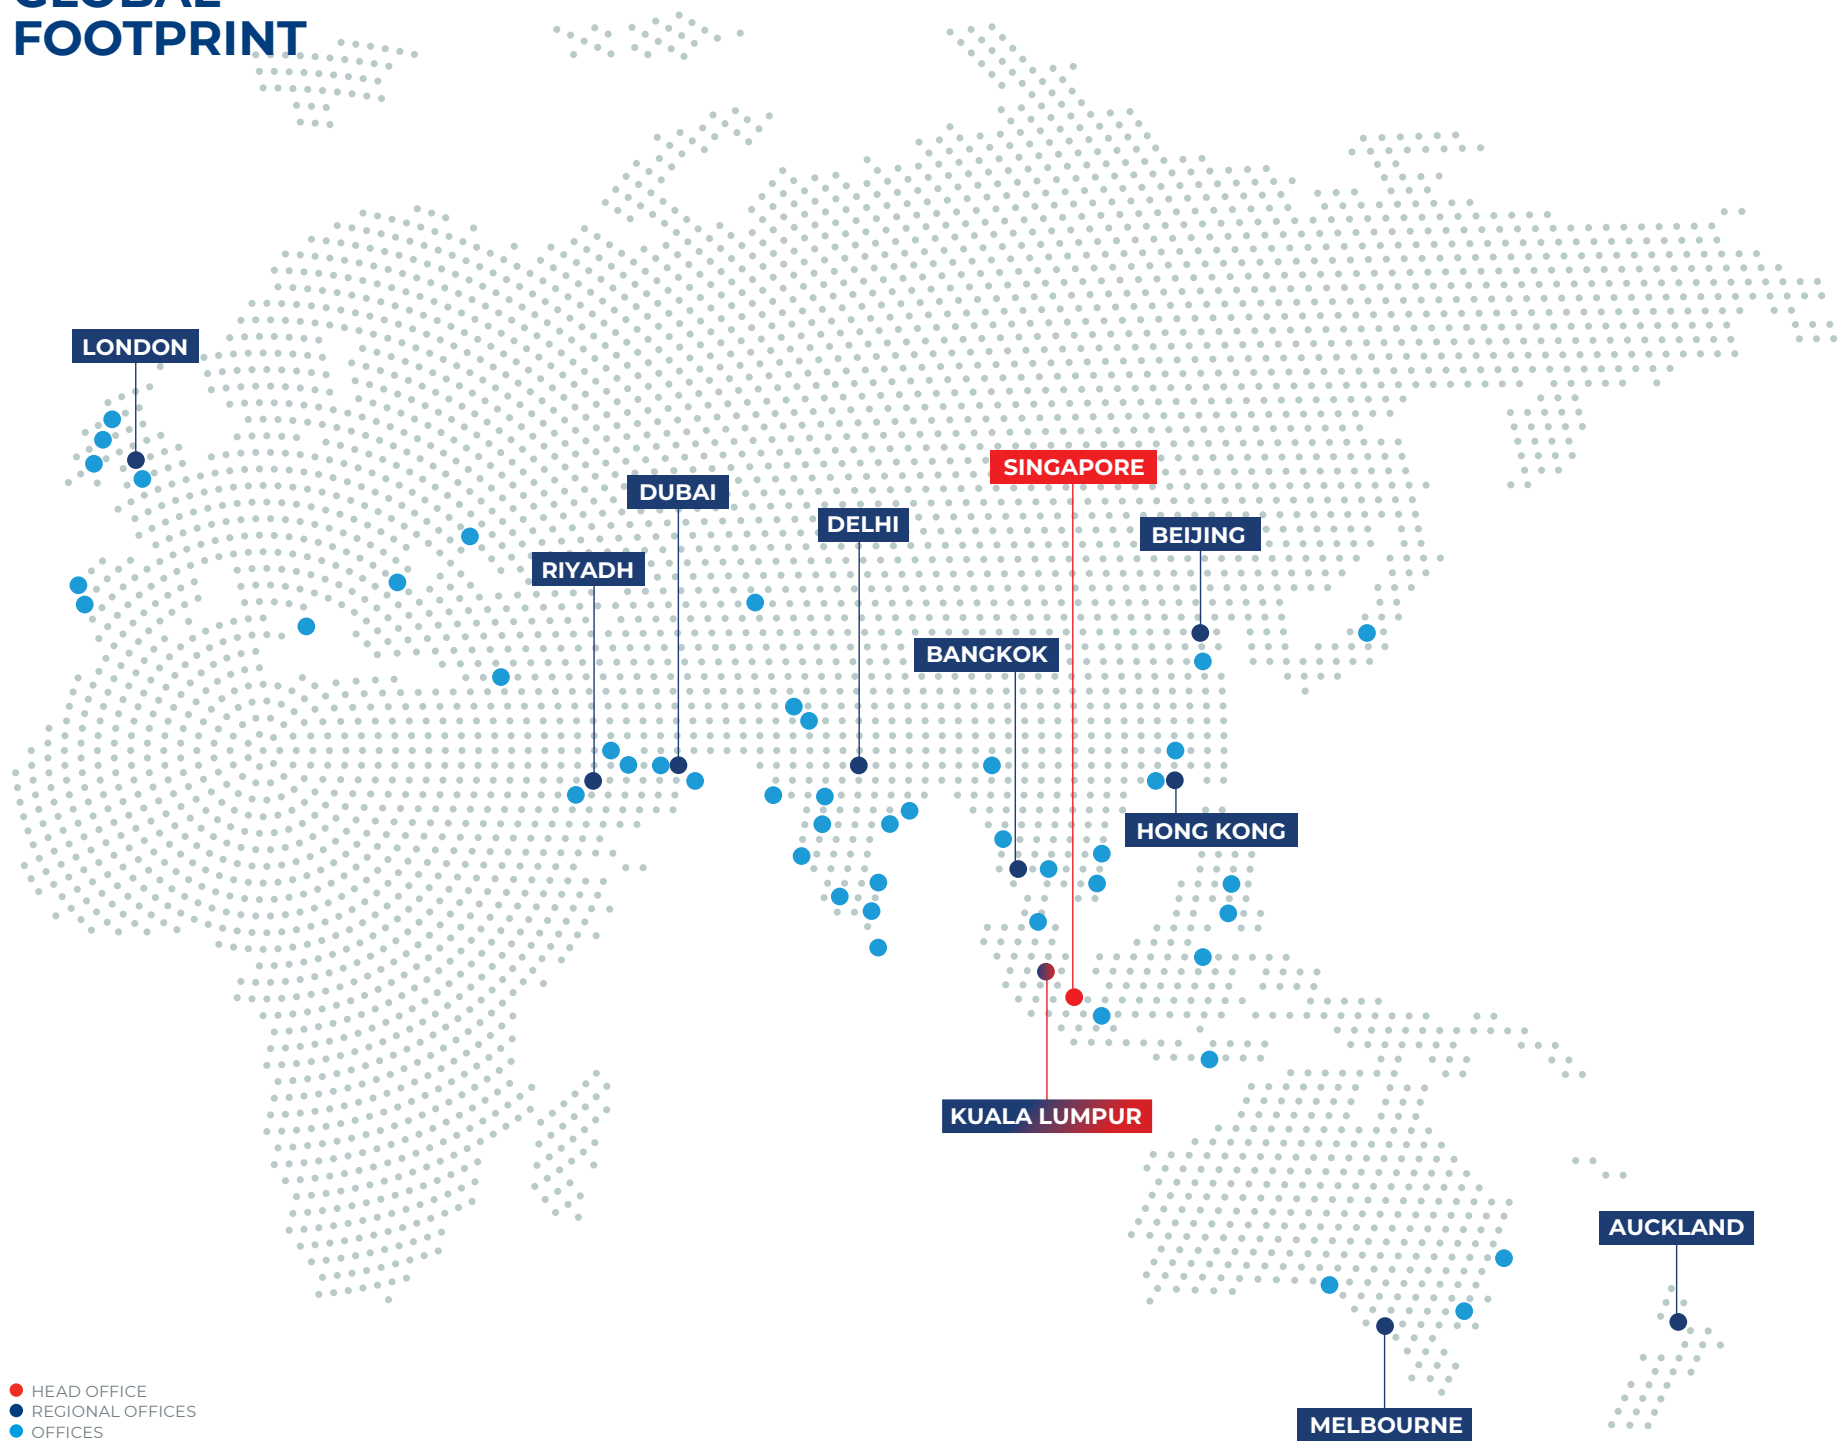 GLOBAL
FOOTPRINT
LONDON
SINGAPORE
DUBAI
DELHI
BEIJING
RIYADH
BANGKOK
HONG KONG
KUALA LUMPUR
AUCKLAND
MELBOURNE
HEAD OFFICE
REGIONAL OFFICES
OFFICES